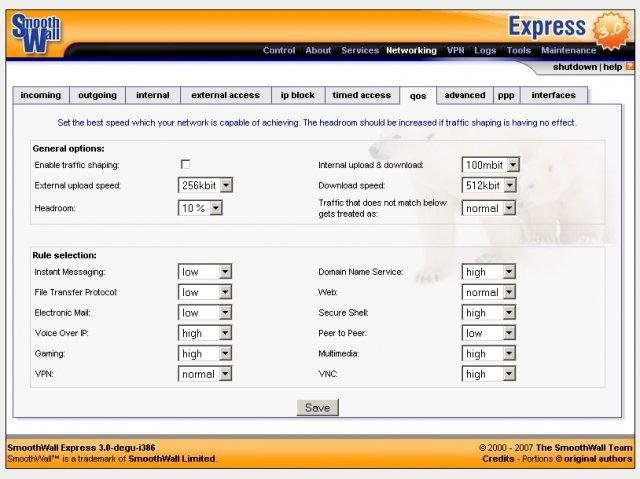 Smooth
Wall
Express 3.0
Control About Services Networking VPN Logs Tools Maintenance
shutdown | help ?
incoming outgoing internal external access ip block timed access qos advanced ppp interfaces
Set the best speed which your network is capable of achieving. The headroom should be increased if traffic shaping is having no effect.
General options:
Enable traffic shaping: Internal upload & download: 100mbit
External upload speed: 256kbit Download speed: 512kbit
Headroom: 10 % Traffic that does not match below
gets treated as: normal
Rule selection:
Instant Messaging: low Domain Name Service: high
File Transfer Protocol: low Web: normal
Electronic Mail: low Secure Shell: high
Voice Over IP: high Peer to Peer: low
Gaming: high Multimedia: high
VPN: normal VNC: high
Save
SmoothWall Express 3.0-degu-i386 © 2000 - 2007 The SmoothWall Team
SmoothWall™ is a trademark of SmoothWall Limited. Credits - Portions © original authors